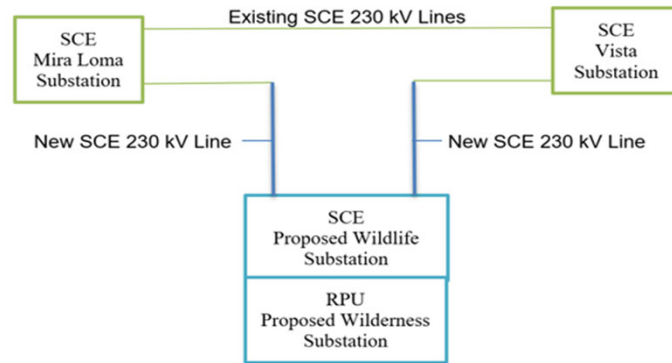 Existing SCE 230 kV Lines
SCE
Mira Loma
Substation
SCE
Vista
Substation
New SCE 230 kV Line
New SCE 230 kV Line
SCE
Proposed Wildlife
Substation
RPU
Proposed Wilderness
Substation